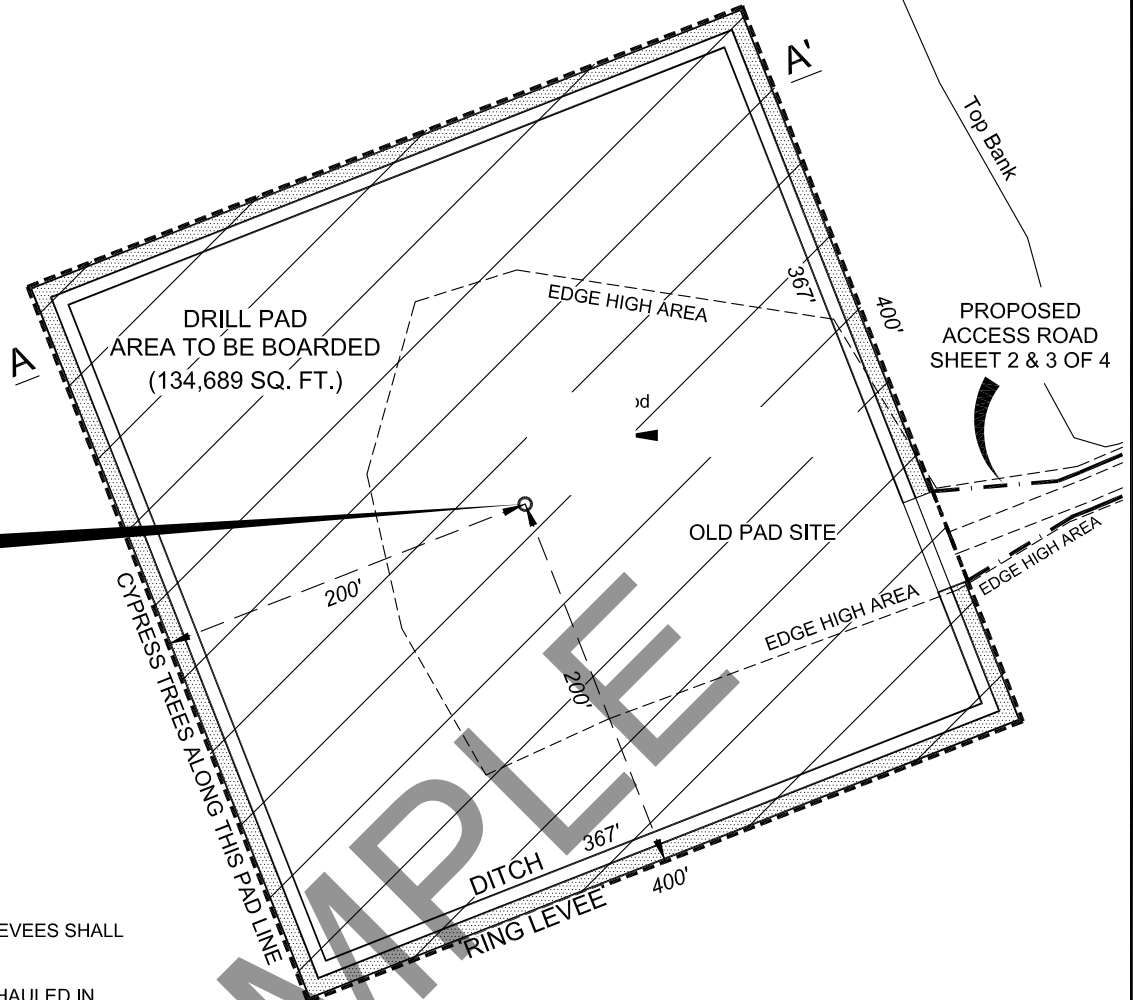 A'
Top Bank
EDGE HIGH AREA
367'
400'
PROPOSED
ACCESS ROAD
SHEET 2 & 3 OF 4
DRILL PAD
AREA TO BE BOARDED
(134,689 SQ. FT.)
A
OLD PAD SITE
EDGE HIGH AREA
EDGE HIGH AREA
200'
200'
CYPRESS TREES ALONG THIS PAD LINE
367'
DITCH
400'
RING LEVEE
SHALL
HAULED IN